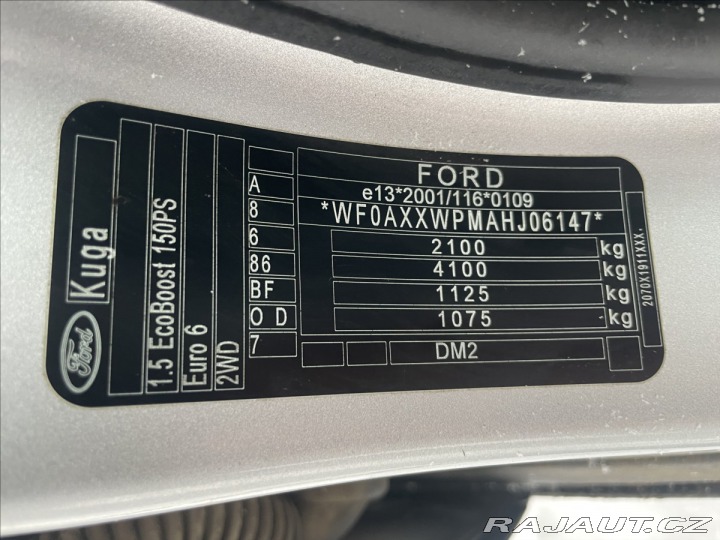 FORD
e13*2001/116*0109
*WF0AXXWPMAHJ06147*
2100 kg
4100 kg
1125 kg
1075 kg
DM2
A
8
6
86
BF
O D
7
Kuga
1.5 EcoBoost 150PS
Euro 6
2WD
Ford
2070X1911XXX.
RAJAUT.CZ